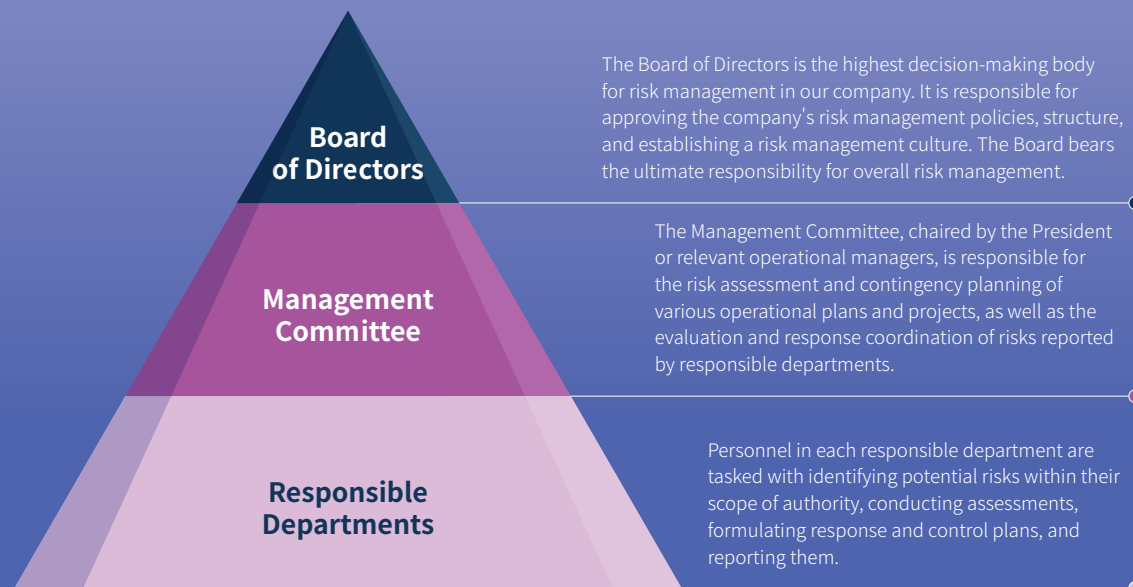 Board
of Directors
The Board of Directors is the highest decision-making body
for risk management in our company. It is responsible for
approving the company's risk management policies, structure,
and establishing a risk management culture. The Board bears
the ultimate responsibility for overall risk management.
Management
Committee
The Management Committee, chaired by the President
or relevant operational managers, is responsible for
the risk assessment and contingency planning of
various operational plans and projects, as well as the
evaluation and response coordination of risks reported
by responsible departments.
Responsible
Departments
Personnel in each responsible department are
tasked with identifying potential risks within their
scope of authority, conducting assessments,
formulating response and control plans, and
reporting them.